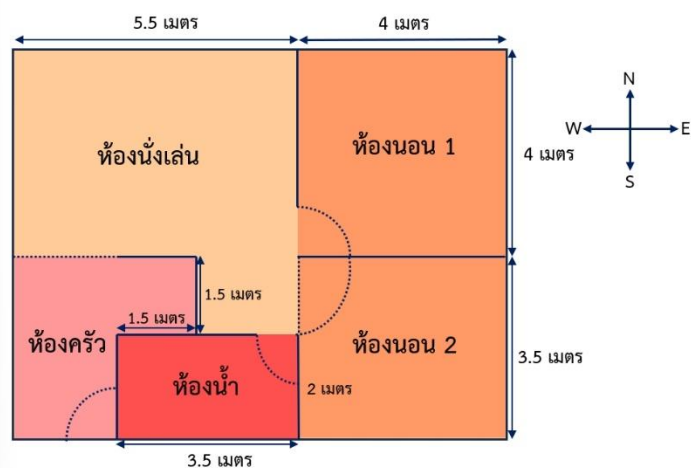 5.5 เมตร
4 เมตร
N
W
E
S
ห้องนั่งเล่น
ห้องนอน 1
4 เมตร
1.5 เมตร
1.5 เมตร
ห้องครัว
ห้องนอน 2
3.5 เมตร
ห้องน้ำ
2 เมตร
3.5 เมตร